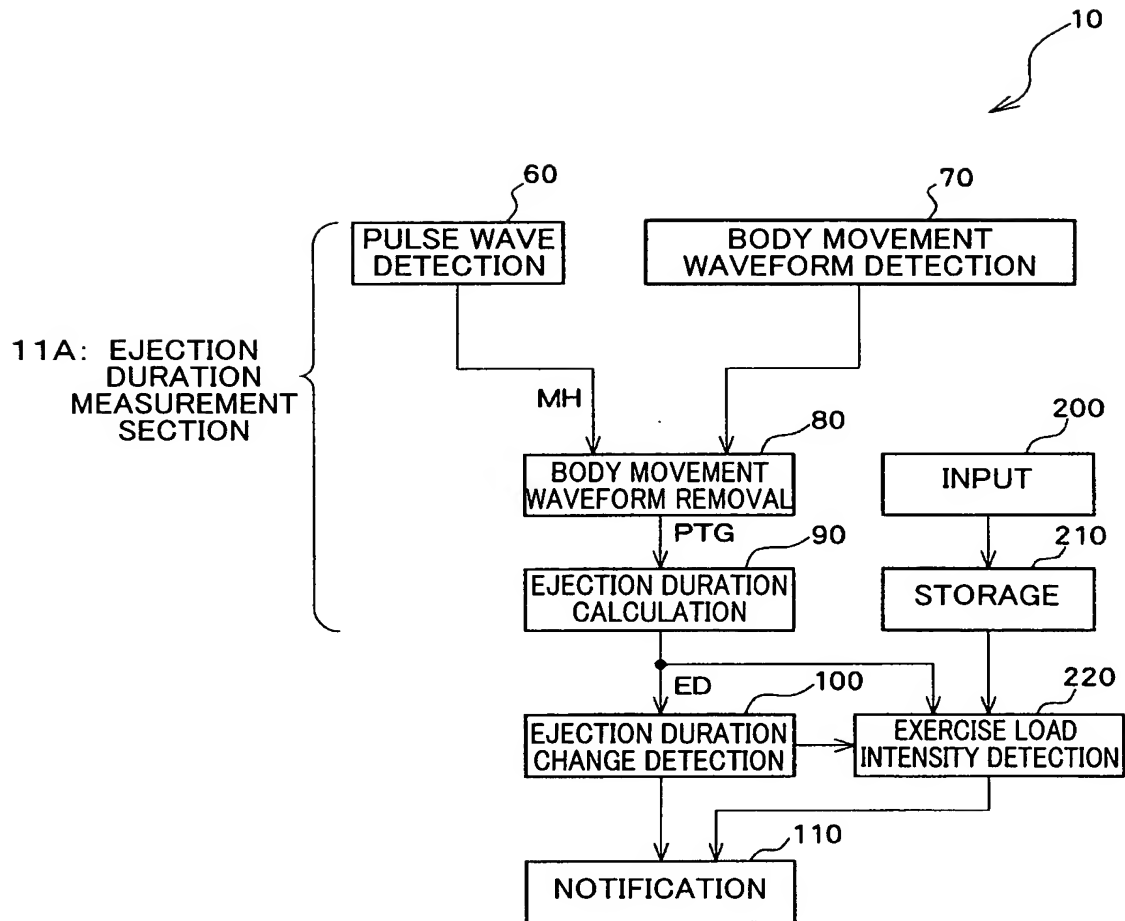 10
60
70
PULSE WAVE
DETECTION
BODY MOVEMENT
WAVEFORM DETECTION
11A: EJECTION
DURATION
MEASUREMENT
SECTION
MH
80
200
BODY MOVEMENT
WAVEFORM REMOVAL
INPUT
PTG
90
210
EJECTION DURATION
CALCULATION
STORAGE
ED
100
220
EJECTION DURATION
CHANGE DETECTION
EXERCISE LOAD
INTENSITY DETECTION
110
NOTIFICATION